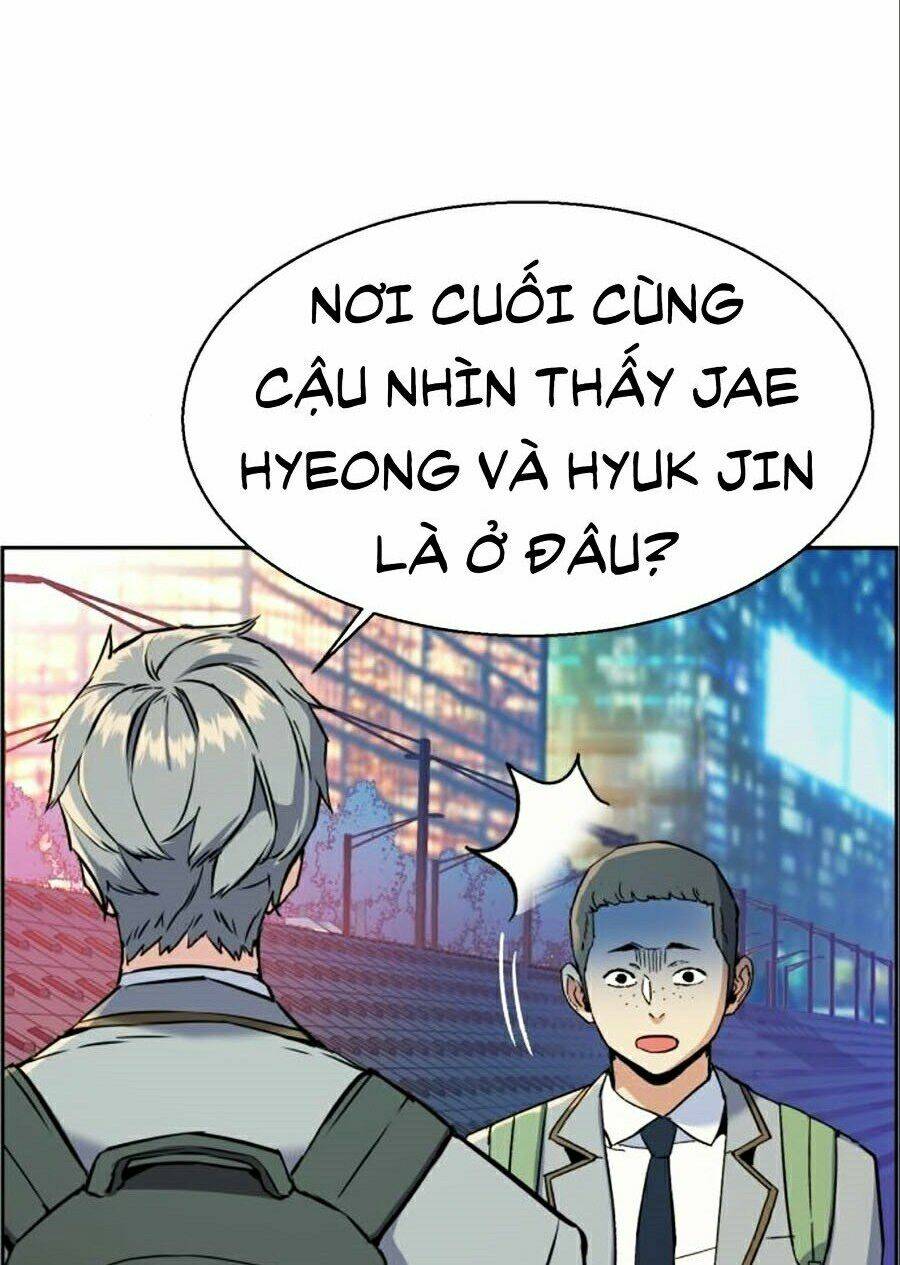 NƠI CUỐI CÙNG
CẬU NHÌN THẤY JAE
HYEONG VÀ HYUK JIN
LÀ Ở ĐÂU?